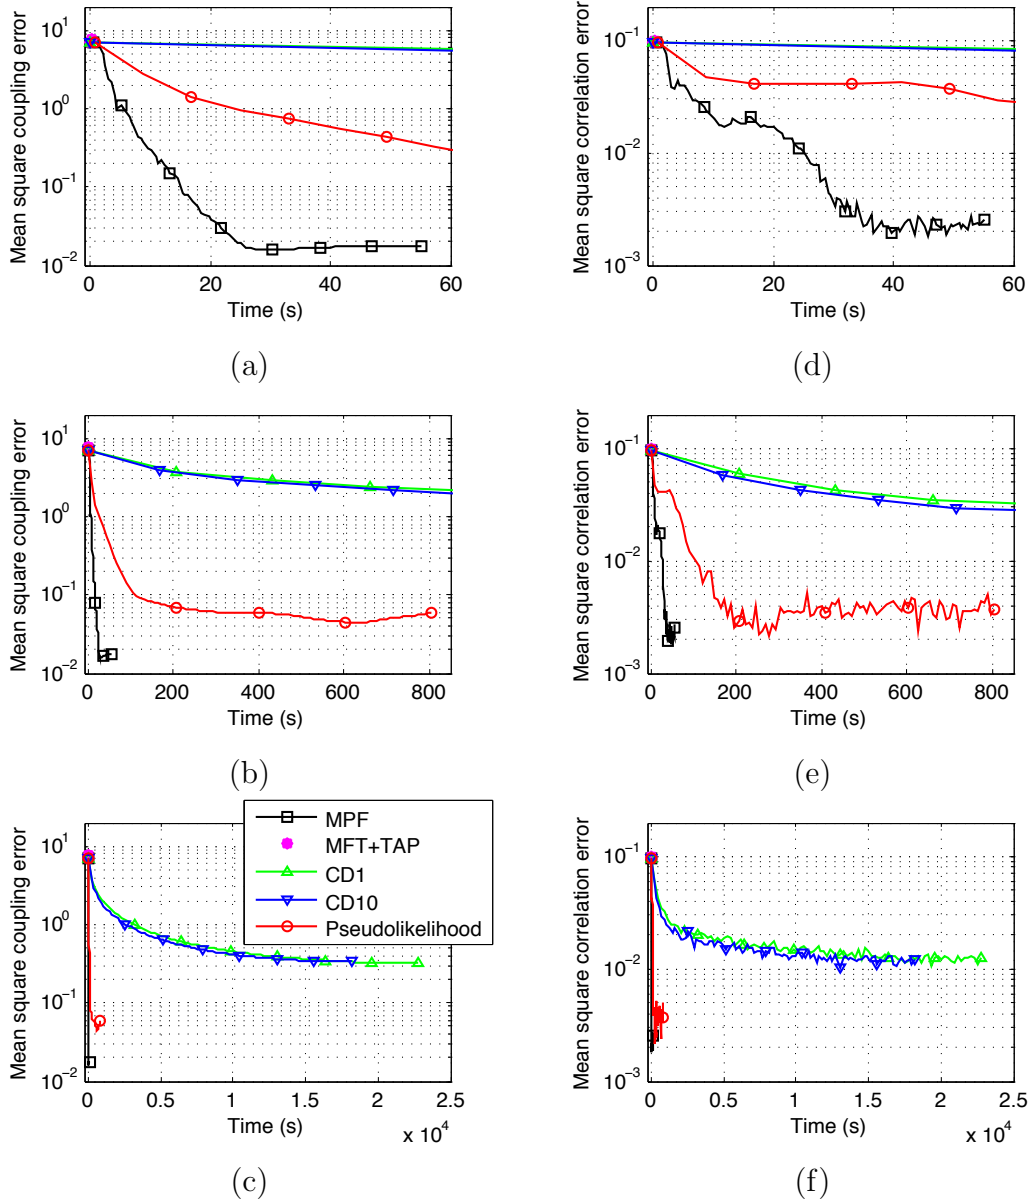 Mean square coupling error
10^1
10^0
10^-1
10^-2
0 20 40 60
Time (s)
(a)
Mean square correlation error
10^-1
10^-2
10^-3
0 20 40 60
Time (s)
(d)
Mean square coupling error
10^1
10^0
10^-1
10^-2
0 200 400 600 800
Time (s)
(b)
Mean square correlation error
10^-1
10^-2
10^-3
0 200 400 600 800
Time (s)
(e)
Mean square coupling error
10^1
10^0
10^-1
10^-2
0 0.5 1 1.5 2 2.5
Time (s)
x 10^4
MPF
MFT+TAP
CD1
CD10
Pseudolikelihood
(c)
Mean square correlation error
10^-1
10^-2
10^-3
0 0.5 1 1.5 2 2.5
Time (s)
x 10^4
(f)